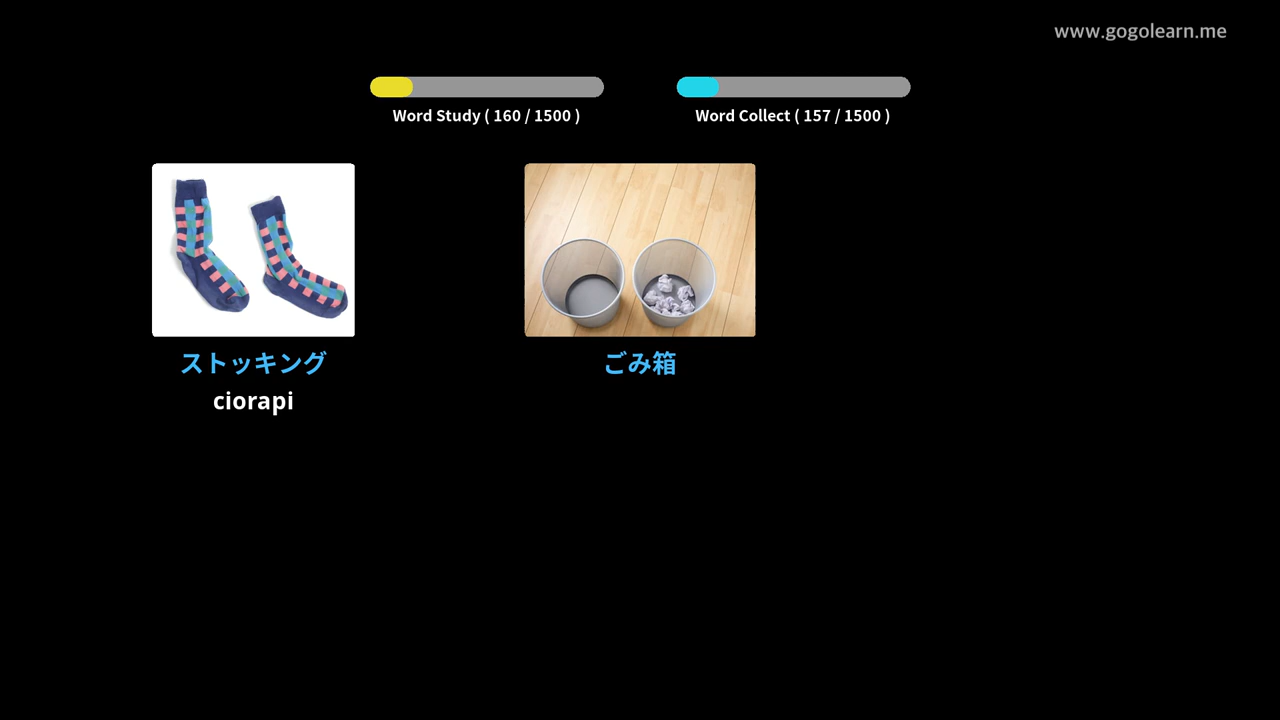 www.gogolearn.me
Word Study ( 160 / 1500 )
Word Collect ( 157 / 1500 )
ストッキング
ciorapi
ごみ箱